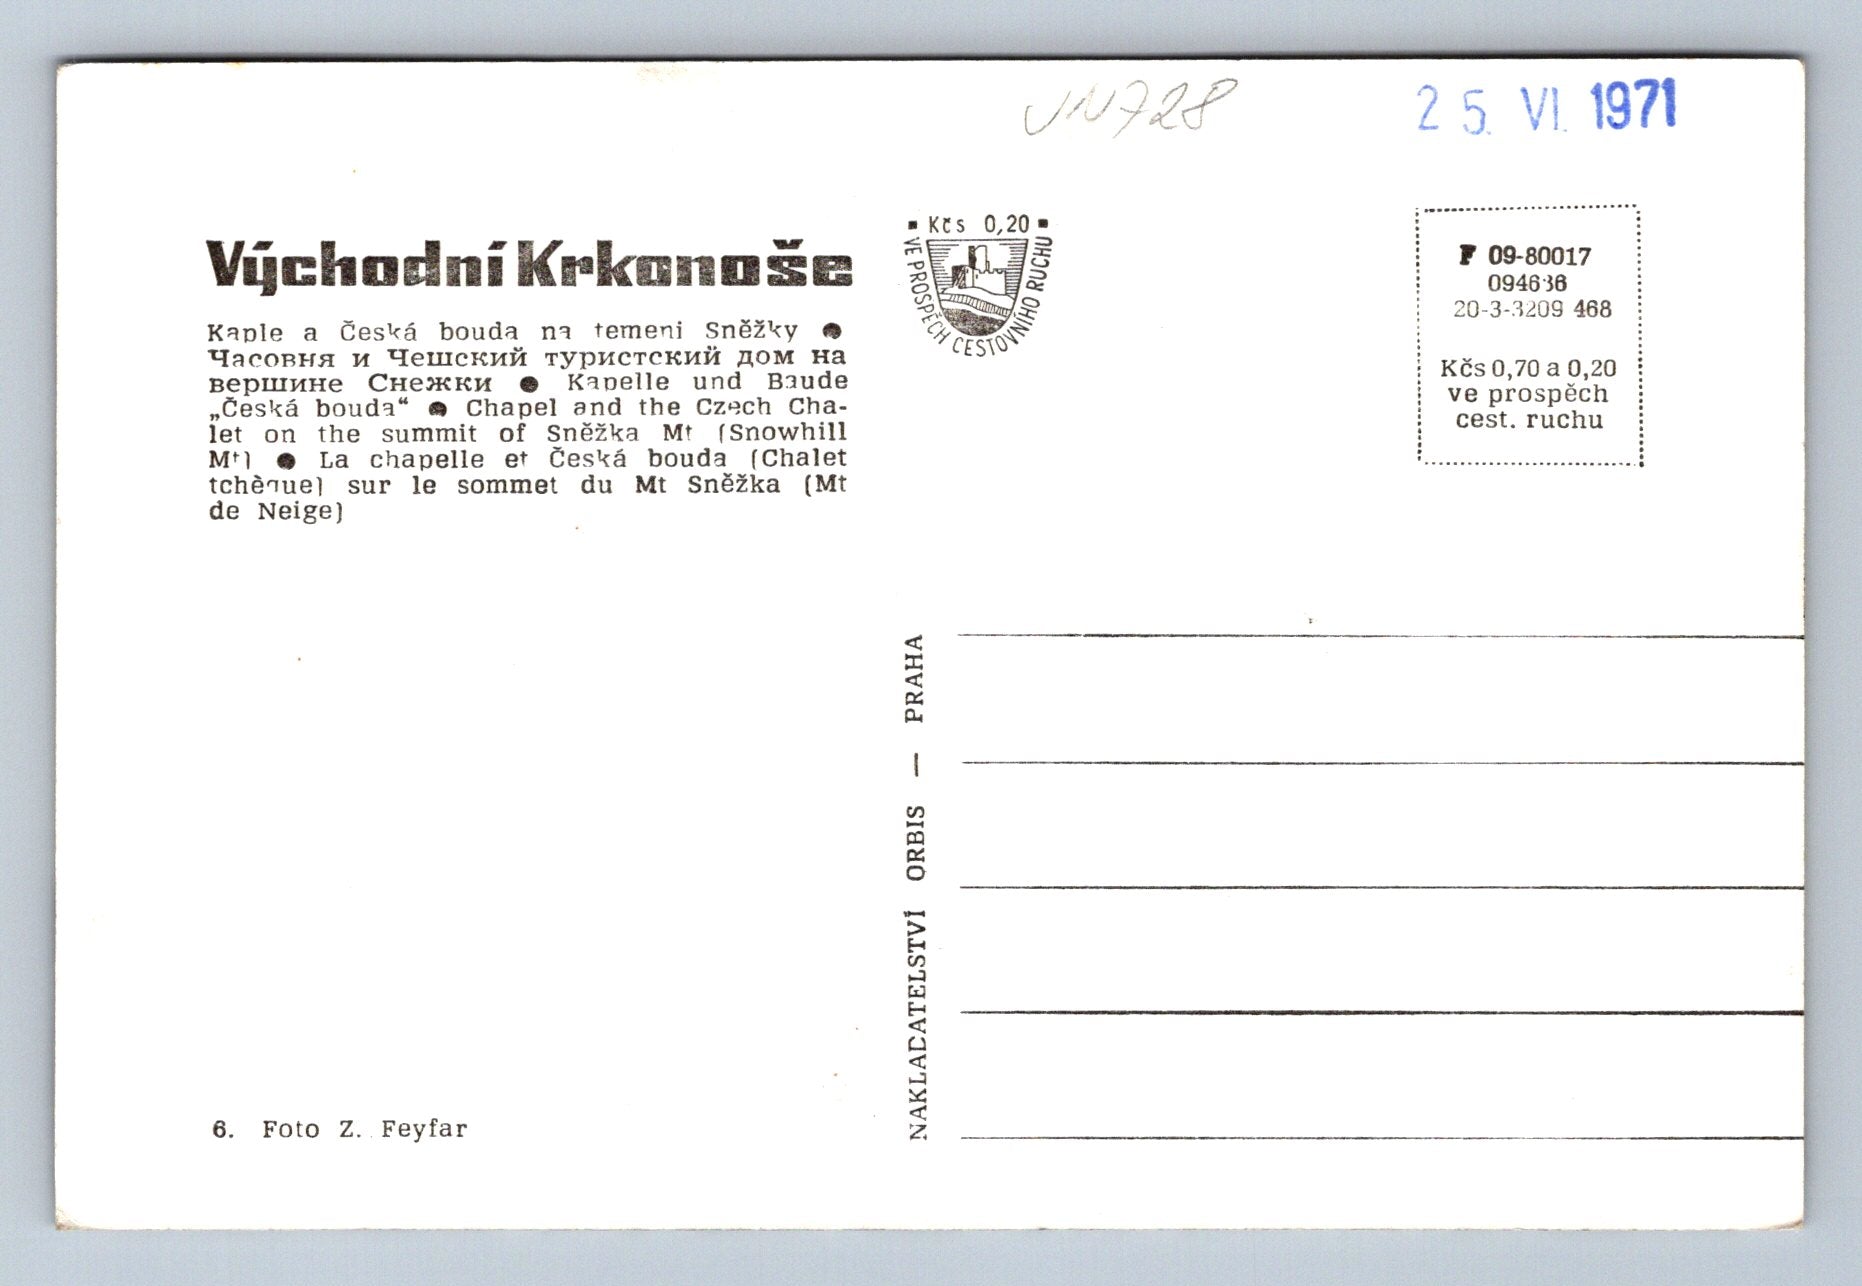 25. VI. 1971
Východní Krkonoše
Kaple a Česká bouda na temeni Sněžky ●
Часовня и Чешский туристский дом на
вершине Снежки ● Kapelle und Baude
„Česká bouda“ ● Chapel and the Czech Cha-
let on the summit of Sněžka Mt (Snowhill
Mt) ● La chapelle et Česká bouda (Chalet
tchèque) sur le sommet du Mt Sněžka (Mt
de Neige)
6. Foto Z. Feyfar
▪ Kčs 0,20 ▪
VE PROSPĚCH CESTOVNÍHO RUCHU
NAKLADATELSTVÍ ORBIS — PRAHA
F 09-80017
094636
20-3-3209 468
Kčs 0,70 a 0,20
ve prospěch
cest. ruchu